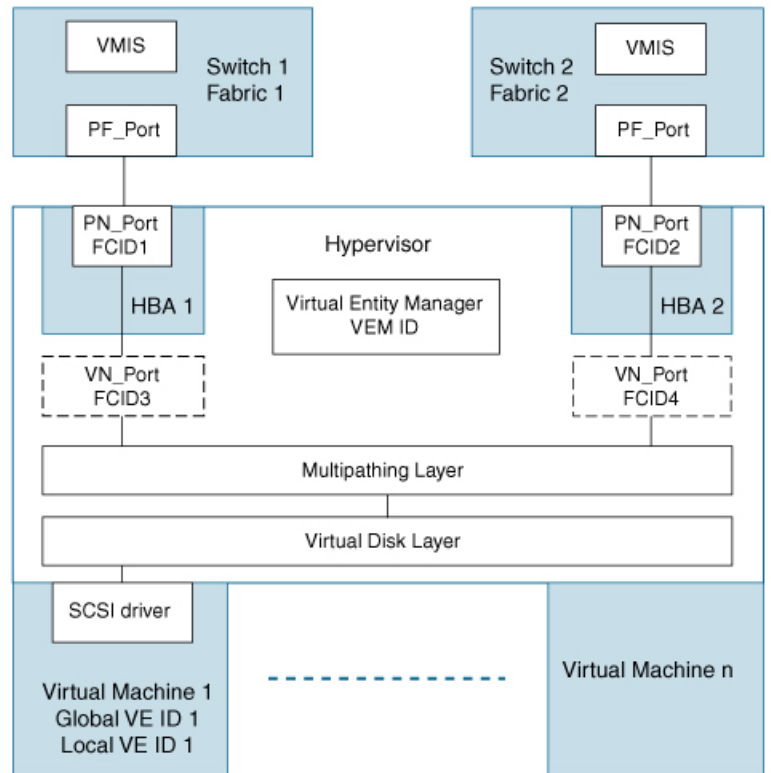 VMIS
Switch 1
Fabric 1
PF_Port
VMIS
Switch 2
Fabric 2
PF_Port
PN_Port
FCID1
HBA 1
Hypervisor
Virtual Entity Manager
VEM ID
PN_Port
FCID2
HBA 2
VN_Port
FCID3
VN_Port
FCID4
Multipathing Layer
Virtual Disk Layer
SCSI driver
Virtual Machine 1
Global VE ID 1
Local VE ID 1
Virtual Machine n